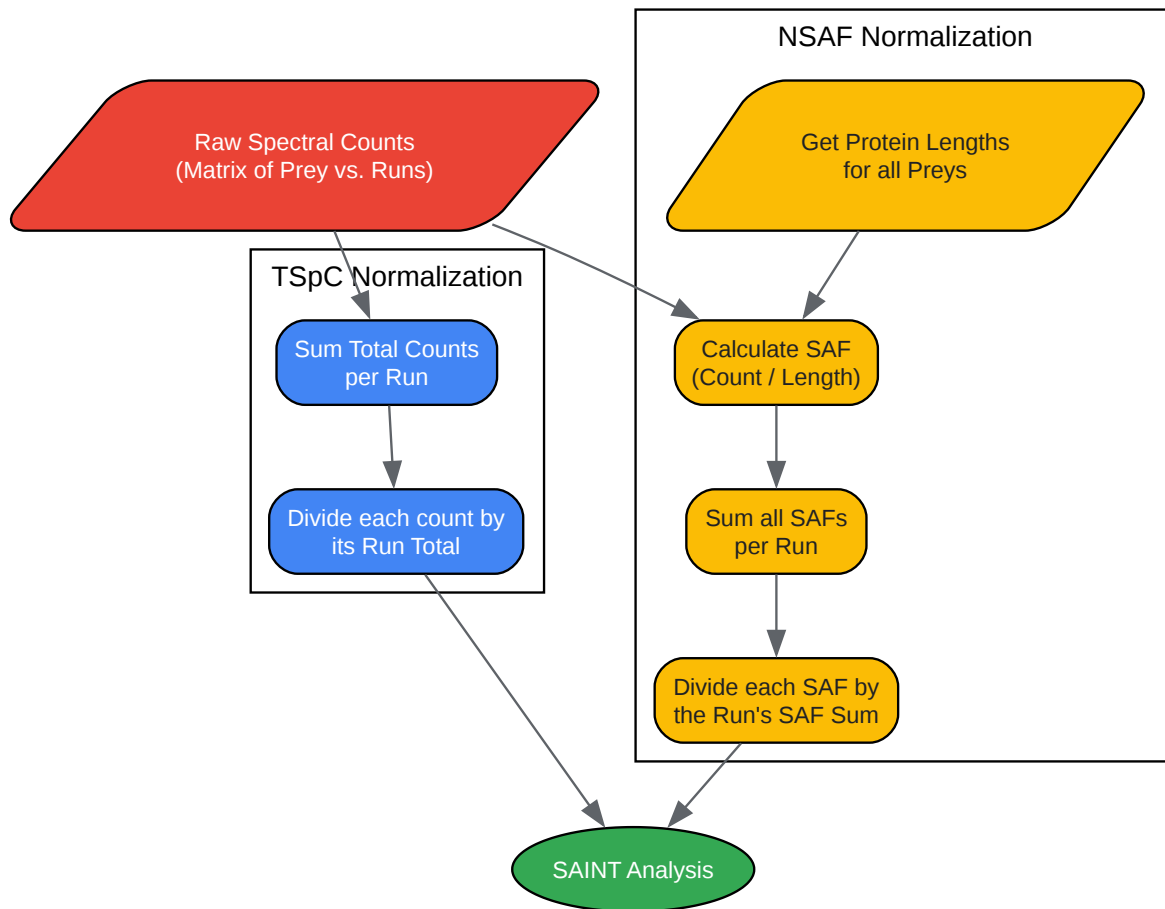 NSAF Normalization
Raw Spectral Counts
(Matrix of Prey vs. Runs)
Get Protein Lengths
for all Preys
TSpC Normalization
Sum Total Counts
per Run
Calculate SAF
(Count / Length)
Divide each count by
its Run Total
Sum all SAFs
per Run
Divide each SAF by
the Run's SAF Sum
SAINT Analysis